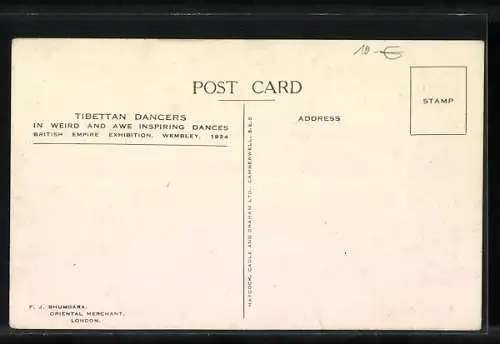 10 €
POST CARD
TIBETTAN DANCERS
IN WEIRD AND AWE INSPIRING DANCES
BRITISH EMPIRE EXHIBITION, WEMBLEY, 1924
ADDRESS
STAMP
HAYCOCK, CADLE AND GRAHAM LTD., CAMBERWELL, S.E.5
F. J. BHUMGARA,
ORIENTAL MERCHANT,
LONDON.